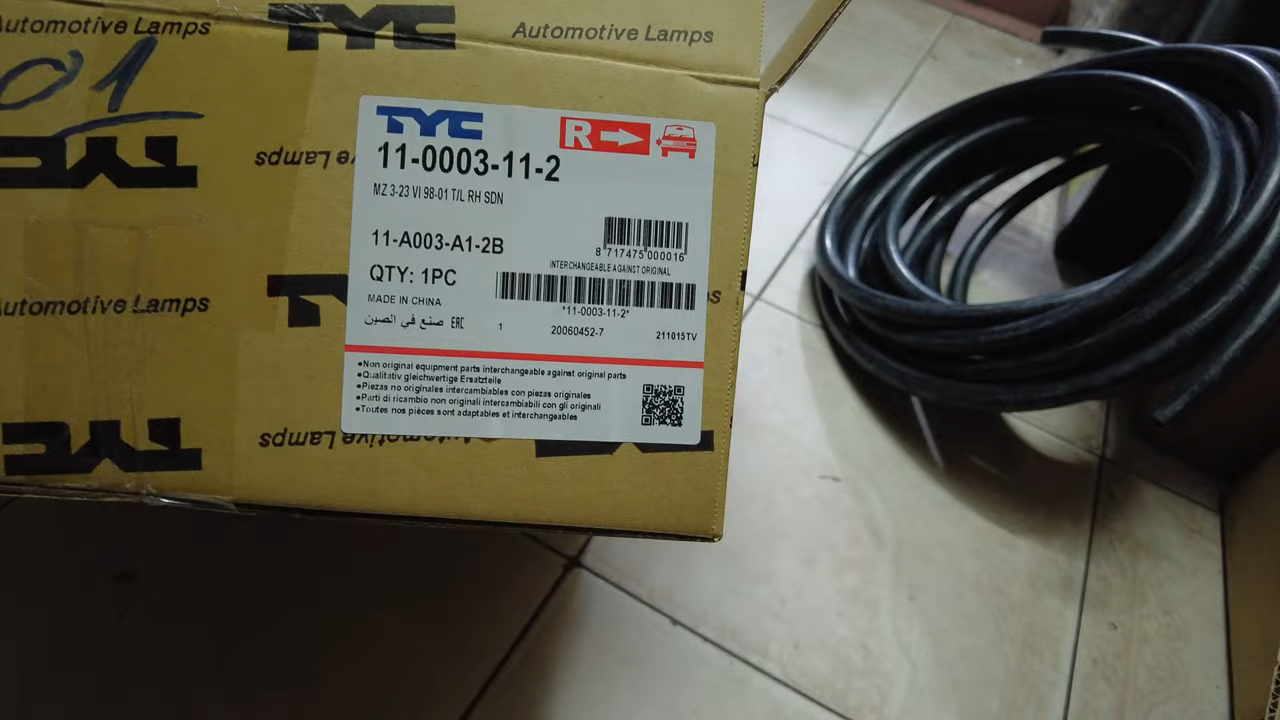 Automotive Lamps
TYC
Automotive Lamps
01
TYC
Lamps
Automotive Lamps
TYC
Lamps
Automotive
TYC
R
11-0003-11-2
MZ 3-23 VI 98-01 T/L RH SDN
11-A003-A1-2B
8 717475 000016
INTERCHANGEABLE AGAINST ORIGINAL
QTY: 1PC
*11-0003-11-2*
MADE IN CHINA
صنع في الصين EAC
1
20060452-7
211015TV
•Non original equipment parts interchangeable against original parts
•Qualitativ gleichwertige Ersatzteile
•Piezas no originales intercambiables con piezas originales
•Parti di ricambio non originali intercambiabili con gli originali
•Toutes nos pièces sont adaptables et interchangeables